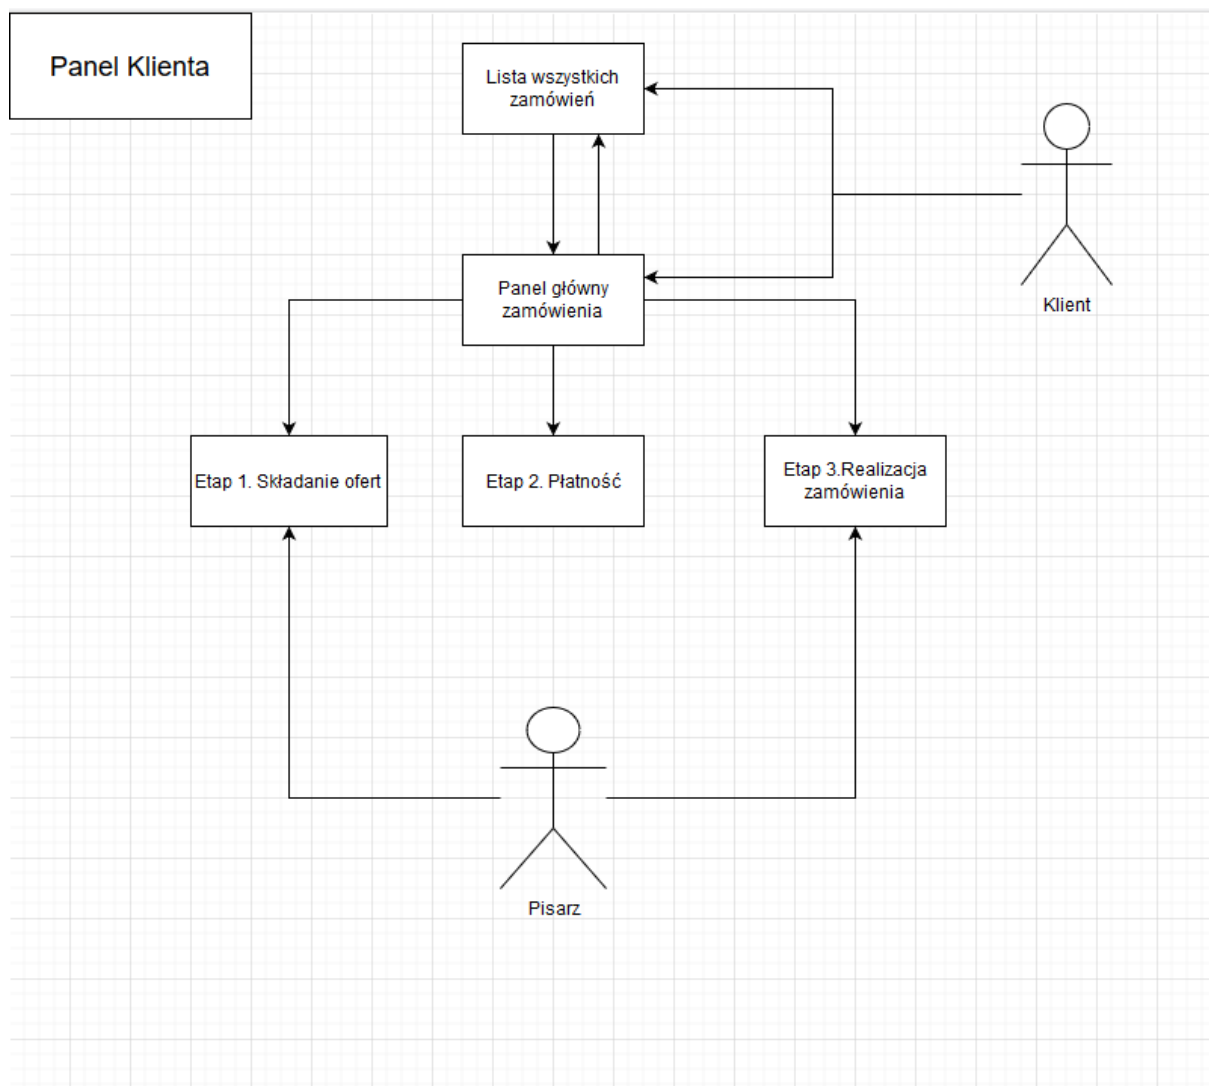 Panel Klienta
Lista wszystkich
zamówień
Klient
Panel główny
zamówienia
Etap 1. Składanie ofert
Etap 2. Płatność
Etap 3.Realizacja
zamówienia
Pisarz